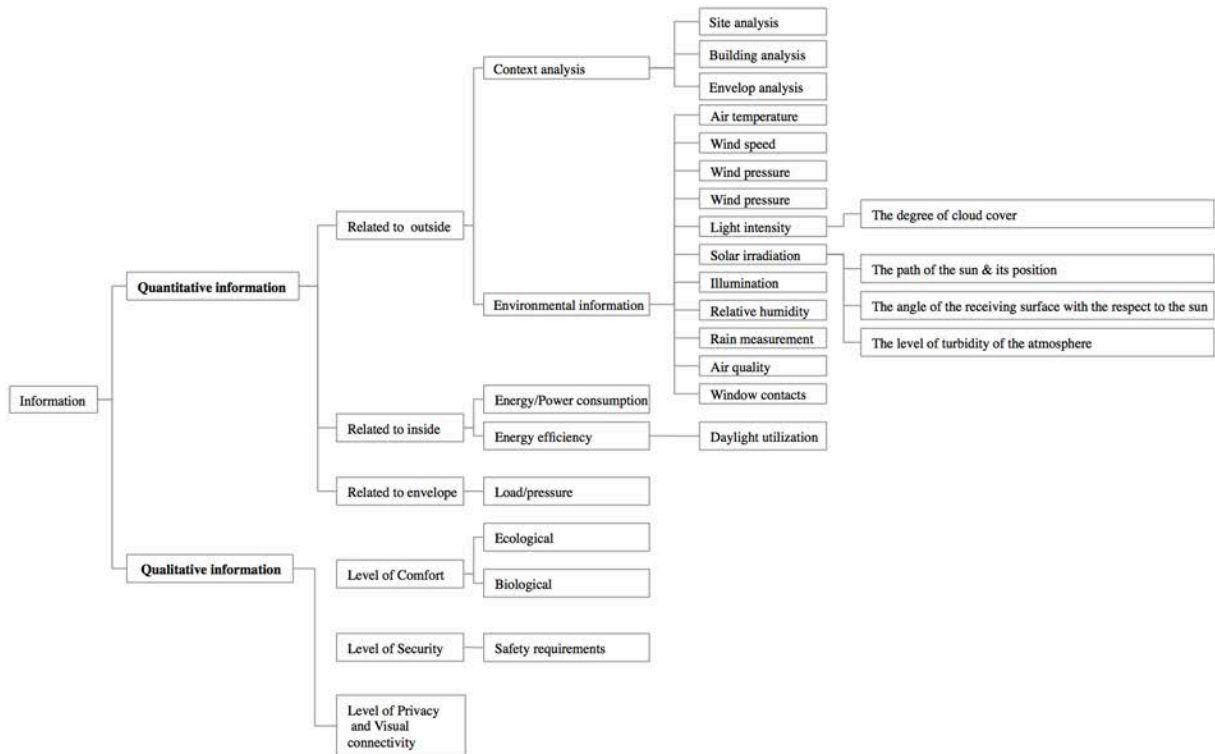 Information
Quantitative information
Qualitative information
Related to outside
Related to inside
Related to envelope
Level of Comfort
Level of Security
Level of Privacy
and Visual
connectivity
Context analysis
Environmental information
Energy/Power consumption
Energy efficiency
Load/pressure
Ecological
Biological
Safety requirements
Site analysis
Building analysis
Envelop analysis
Air temperature
Wind speed
Wind pressure
Wind pressure
Light intensity
Solar irradiation
Illumination
Relative humidity
Rain measurement
Air quality
Window contacts
Daylight utilization
The degree of cloud cover
The path of the sun & its position
The angle of the receiving surface with the respect to the sun
The level of turbidity of the atmosphere